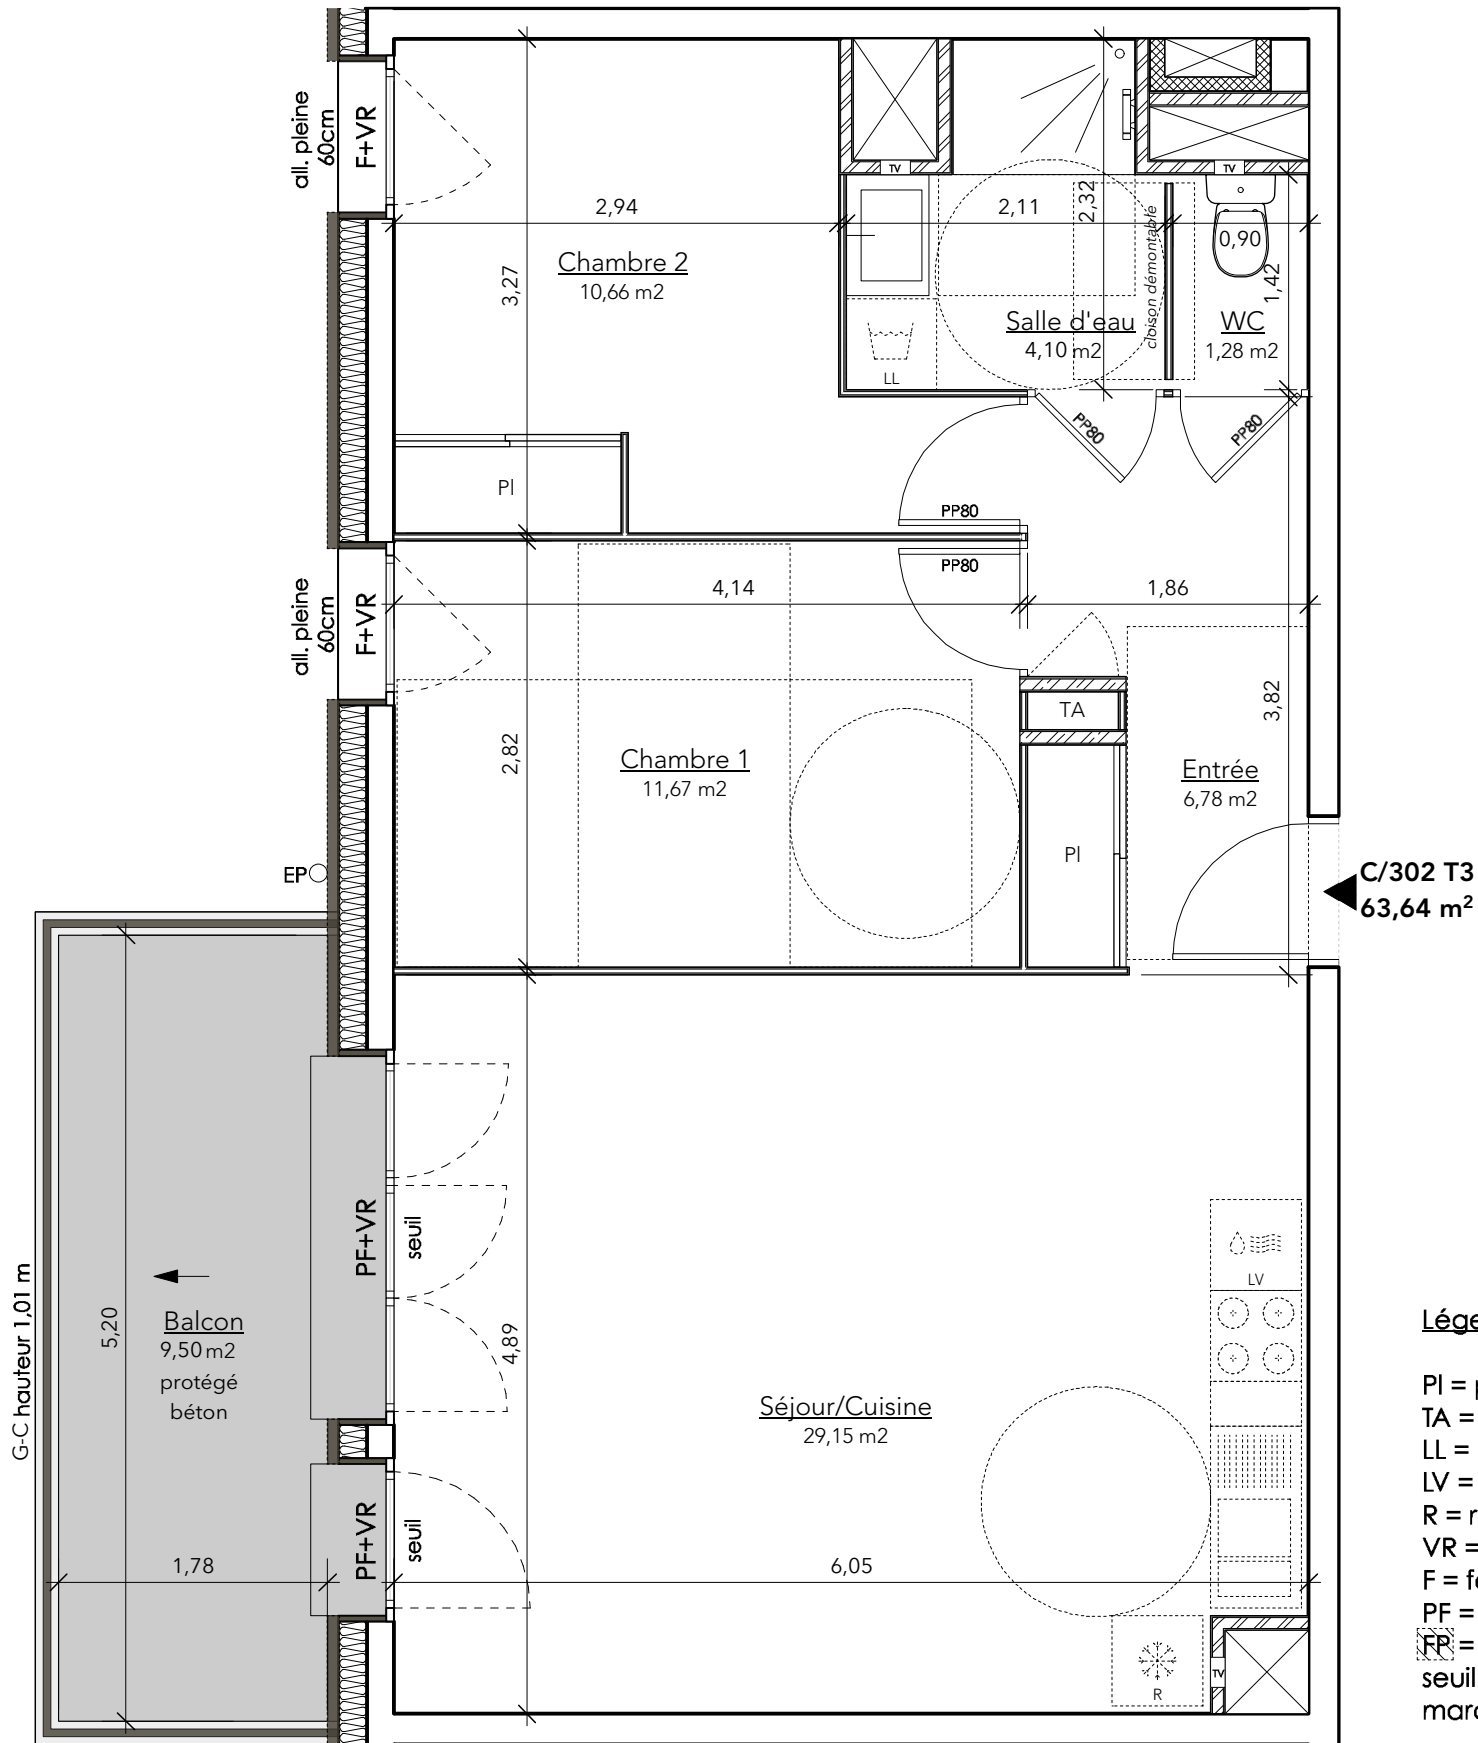 all. pleine
60cm
F+VR
TV
TV
2,94
2,11
2,32
cloison démontable
0,90
1,42
3,27
Chambre 2
10,66 m2
Salle d'eau
4,10 m2
WC
1,28 m2
LL
PP80
PP80
Pl
PP80
PP80
all. pleine
60cm
F+VR
4,14
1,86
3,82
TA
2,82
Chambre 1
11,67 m2
Entrée
6,78 m2
Pl
EP
C/302 T3
63,64 m²
PF+VR
seuil
LV
G-C hauteur 1,01 m
5,20
Balcon
9,50 m2
protégé
béton
4,89
Séjour/Cuisine
29,15 m2
PF+VR
seuil
1,78
6,05
R
TV
Lége
Pl = p
TA =
LL =
LV =
R = r
VR =
F = fe
PF =
FP =
seuil
marc